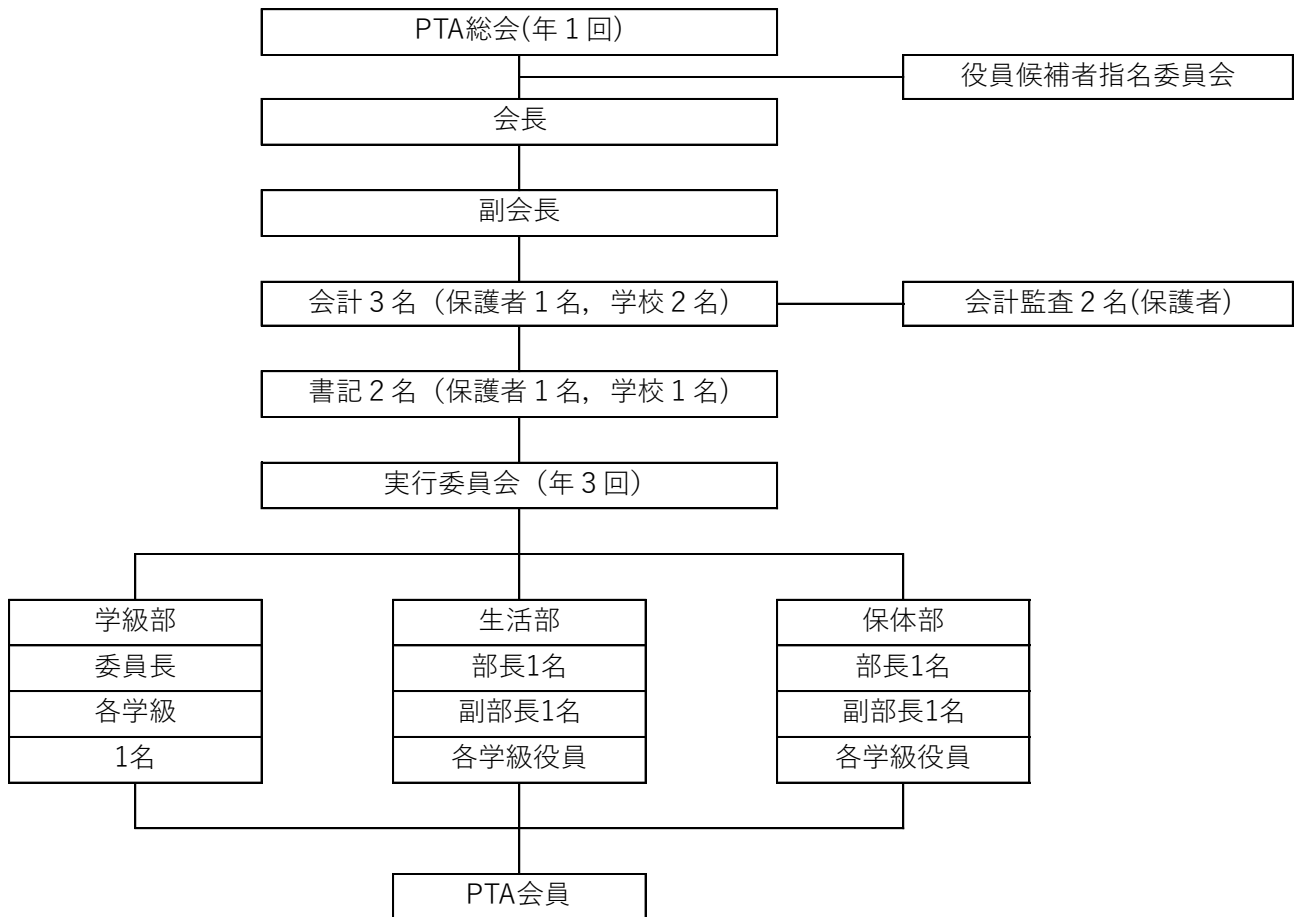 PTA総会(年１回)
役員候補者指名委員会
会長
副会長
会計３名（保護者１名，学校２名）
会計監査２名(保護者）
書記２名（保護者１名，学校１名）
実行委員会（年３回）
学級部
委員長
各学級
1名
生活部
部長1名
副部長1名
各学級役員
保体部
部長1名
副部長1名
各学級役員
PTA会員